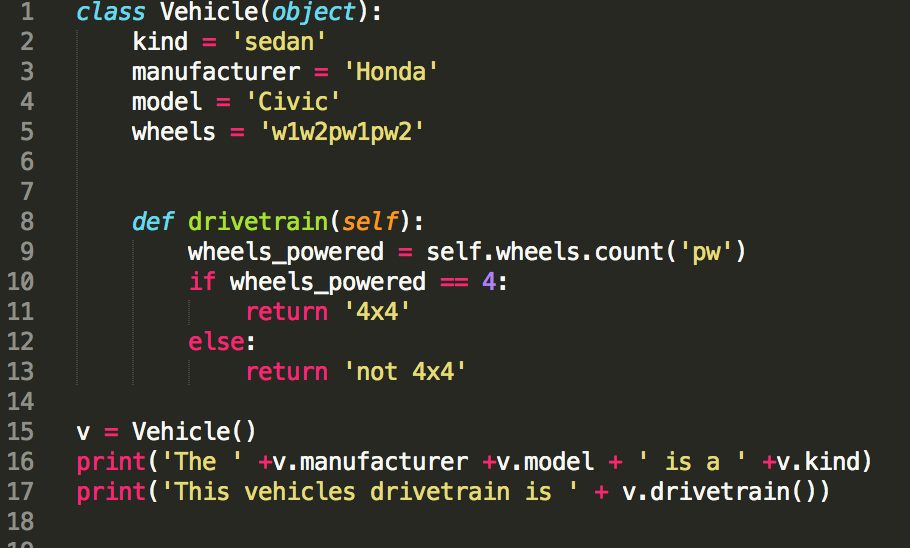 1 class Vehicle(object):
2 kind = 'sedan'
3 manufacturer = 'Honda'
4 model = 'Civic'
5 wheels = 'w1w2pw1pw2'
6
7
8 def drivetrain(self):
9 wheels_powered = self.wheels.count('pw')
10 if wheels_powered == 4:
11 return '4x4'
12 else:
13 return 'not 4x4'
14
15 v = Vehicle()
16 print('The ' +v.manufacturer +v.model + ' is a ' +v.kind)
17 print('This vehicles drivetrain is ' + v.drivetrain())
18
19